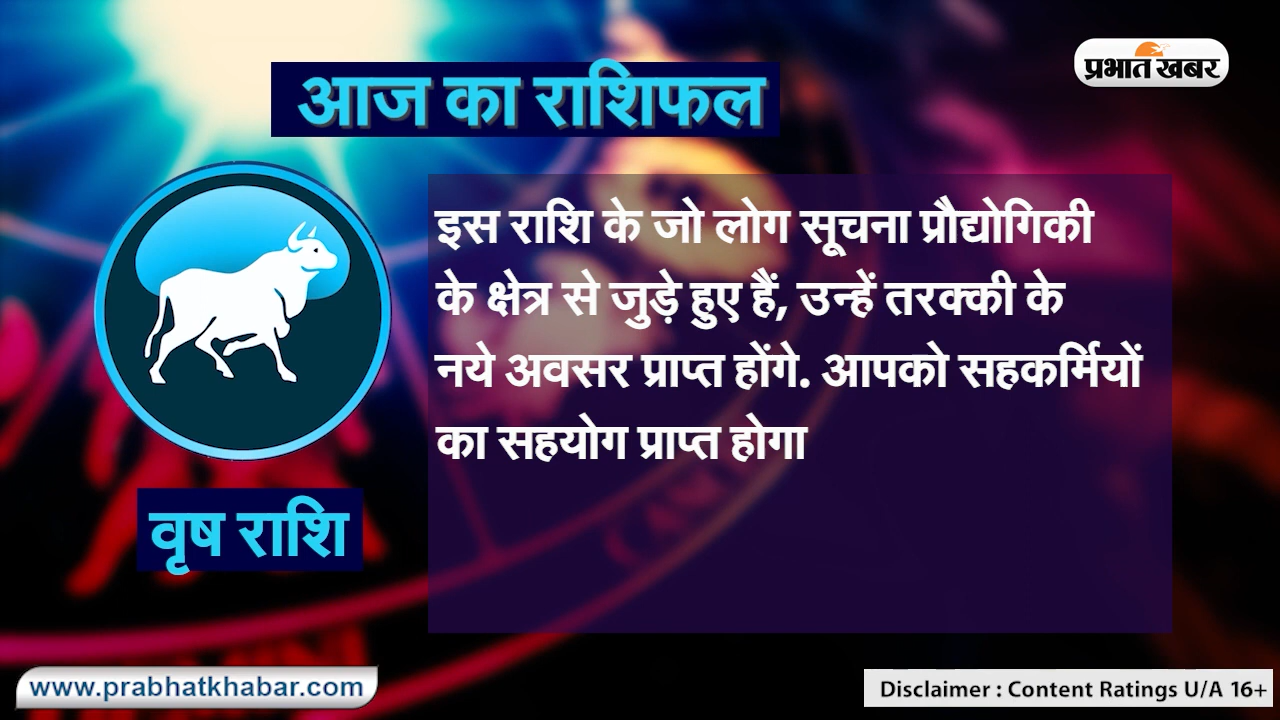 प्रभात खबर
आज का राशिफल
इस राशि के जो लोग सूचना प्रौद्योगिकी
के क्षेत्र से जुड़े हुए हैं, उन्हें तरक्की के
नये अवसर प्राप्त होंगे. आपको सहकर्मियों
का सहयोग प्राप्त होगा
वृष राशि
www.prabhatkhabar.com
Disclaimer : Content Ratings U/A 16+